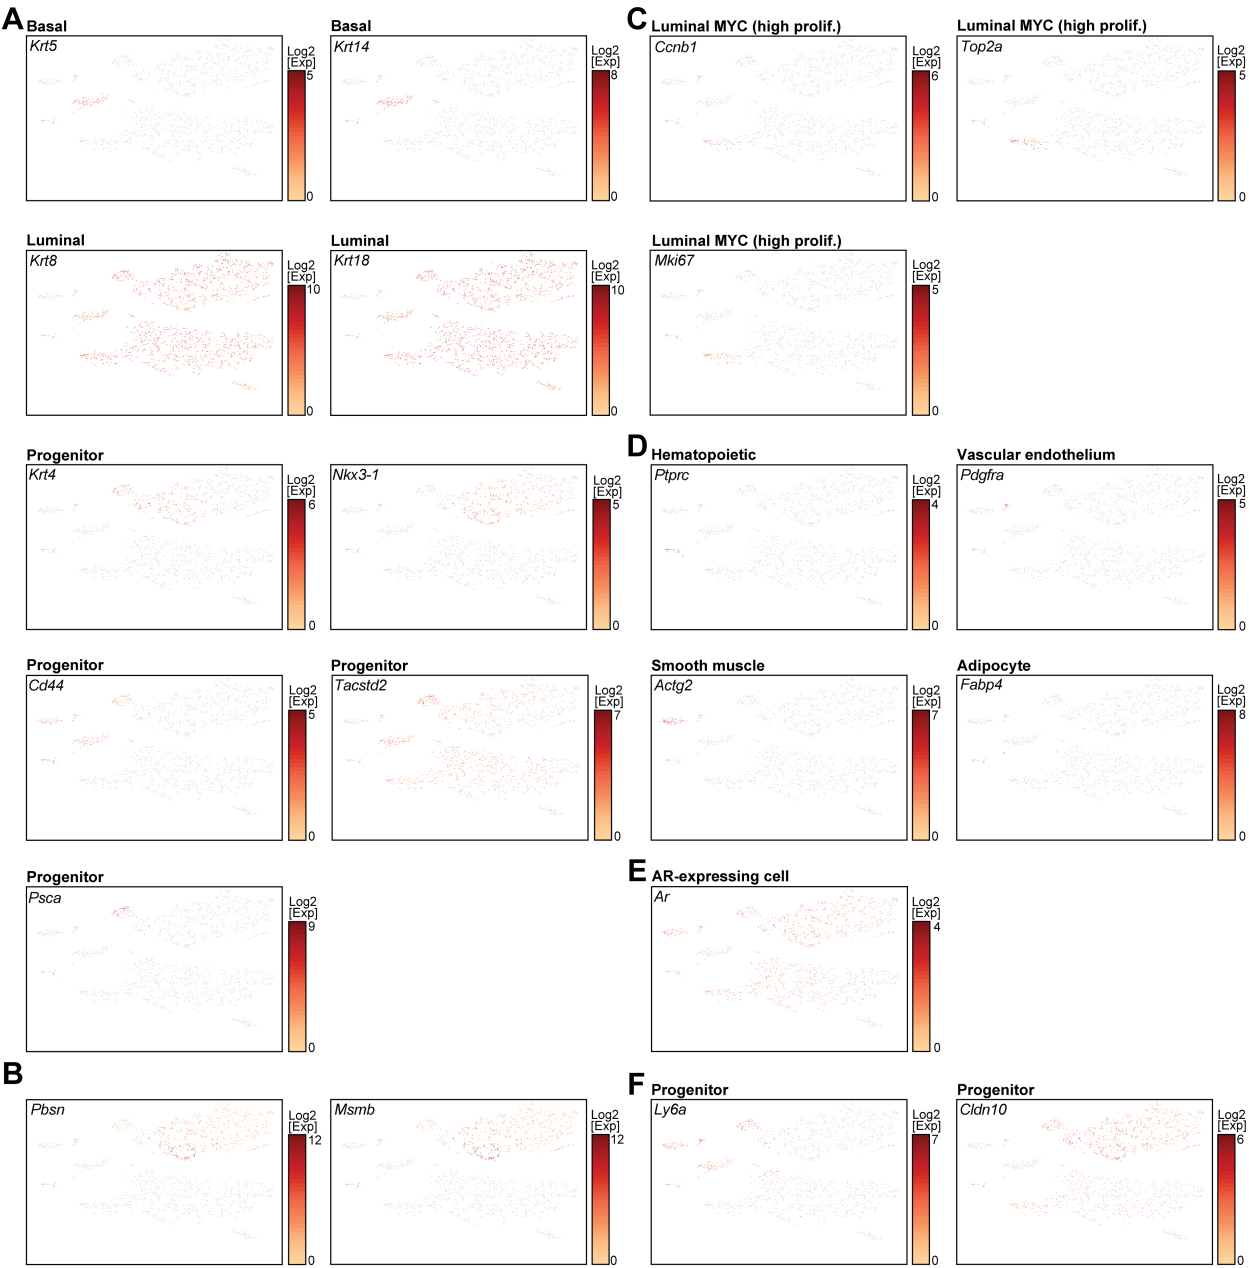 A
Basal
Krt5
Log2
[Exp]
5
0
Basal
Krt14
Log2
[Exp]
8
0
Luminal
Krt8
Log2
[Exp]
10
0
Luminal
Krt18
Log2
[Exp]
10
0
Progenitor
Krt4
Log2
[Exp]
6
0
Nkx3-1
Log2
[Exp]
5
0
Progenitor
Cd44
Log2
[Exp]
5
0
Progenitor
Tacstd2
Log2
[Exp]
7
0
Progenitor
Psca
Log2
[Exp]
9
0
B
Pbsn
Log2
[Exp]
12
0
Msmb
Log2
[Exp]
12
0
C
Luminal MYC (high prolif.)
Ccnb1
Log2
[Exp]
6
0
Luminal MYC (high prolif.)
Top2a
Log2
[Exp]
5
0
Luminal MYC (high prolif.)
Mki67
Log2
[Exp]
5
0
D
Hematopoietic
Ptprc
Log2
[Exp]
4
0
Vascular endothelium
Pdgfra
Log2
[Exp]
5
0
Smooth muscle
Actg2
Log2
[Exp]
7
0
Adipocyte
Fabp4
Log2
[Exp]
8
0
E
AR-expressing cell
Ar
Log2
[Exp]
4
0
F
Progenitor
Ly6a
Log2
[Exp]
7
0
Progenitor
Cldn10
Log2
[Exp]
6
0